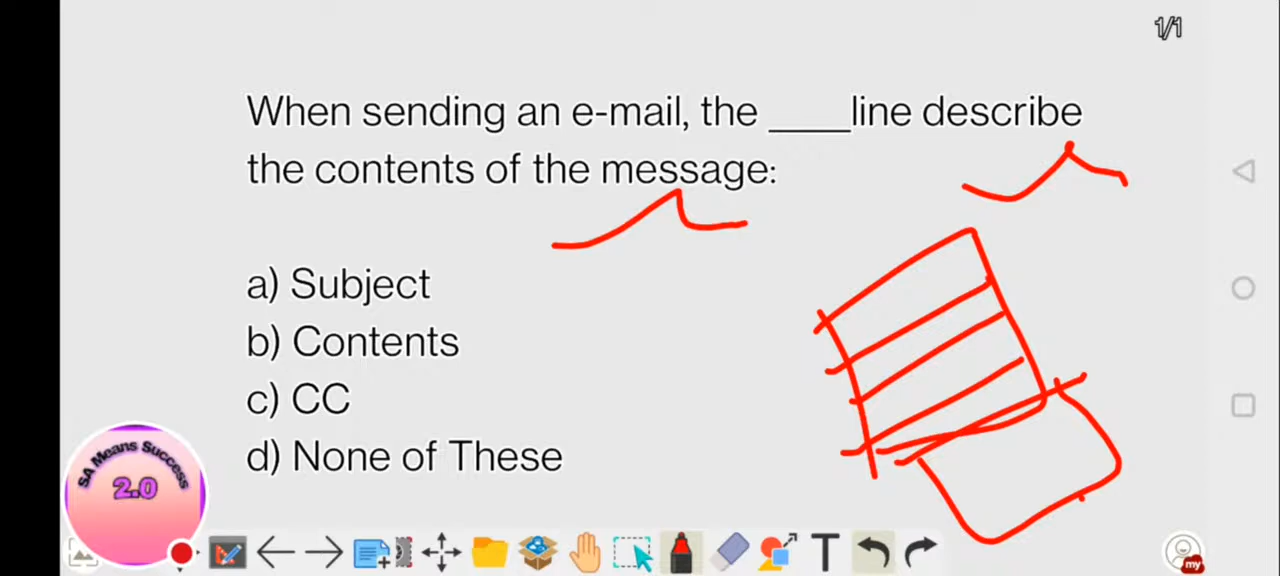 1/1
When sending an e-mail, the ____line describe
the contents of the message:
a) Subject
b) Contents
c) CC
d) None of These
SA Means Success
2.0
T
my